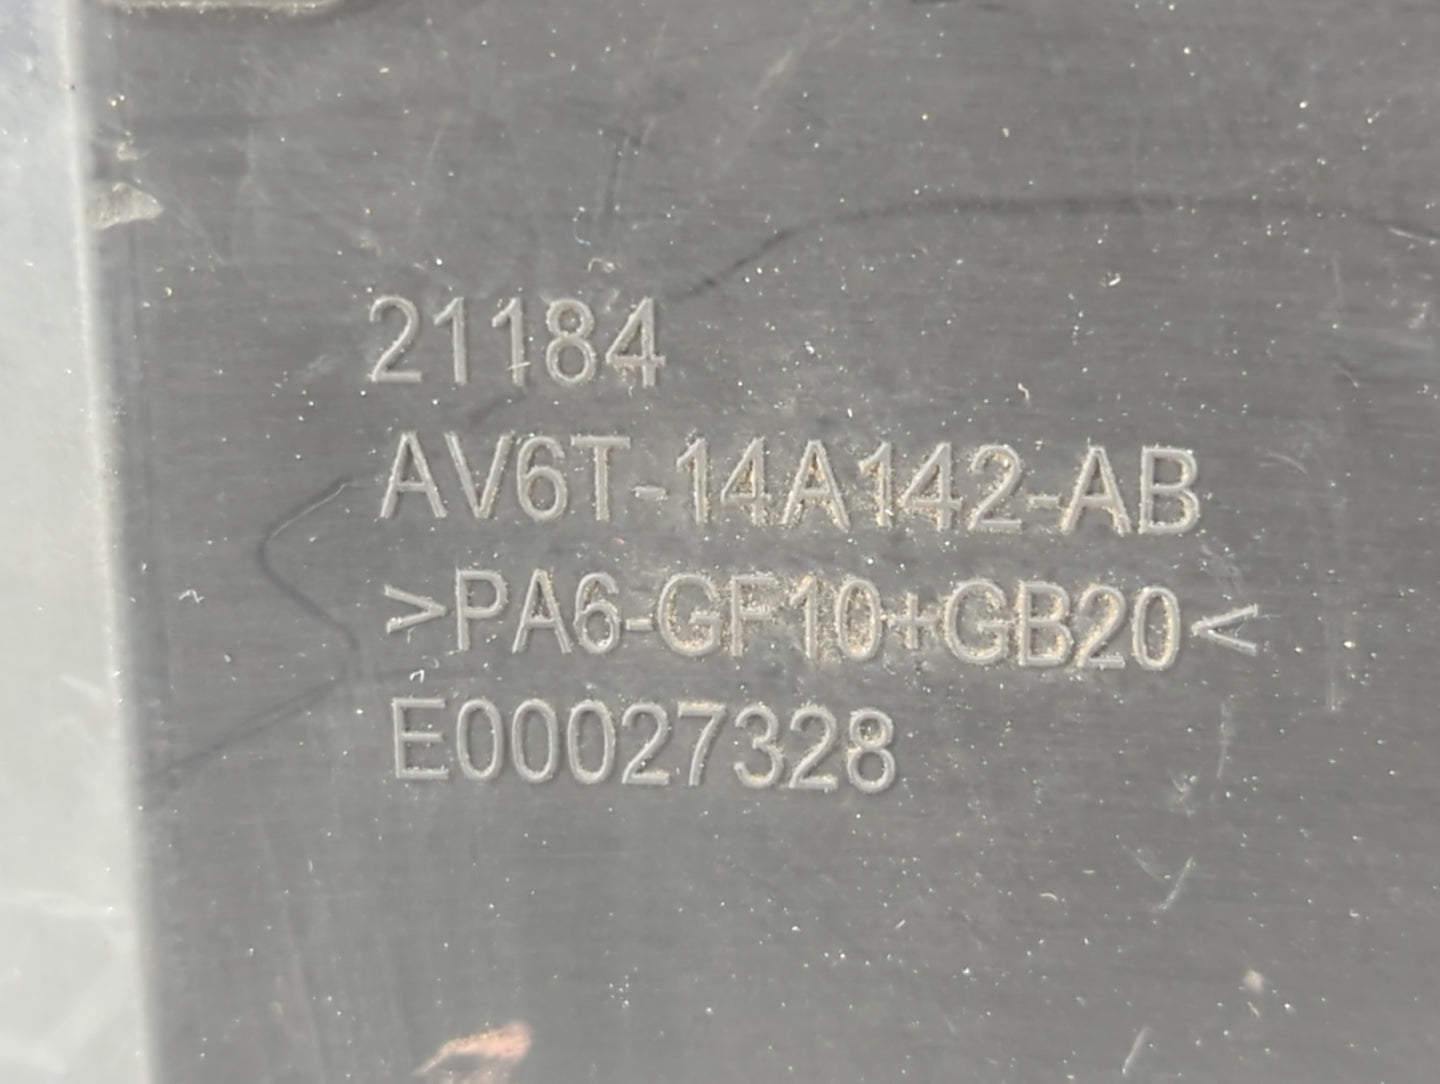 21184
AV6T-14A142-AB
>PA6-GF10+GB20<
E00027328